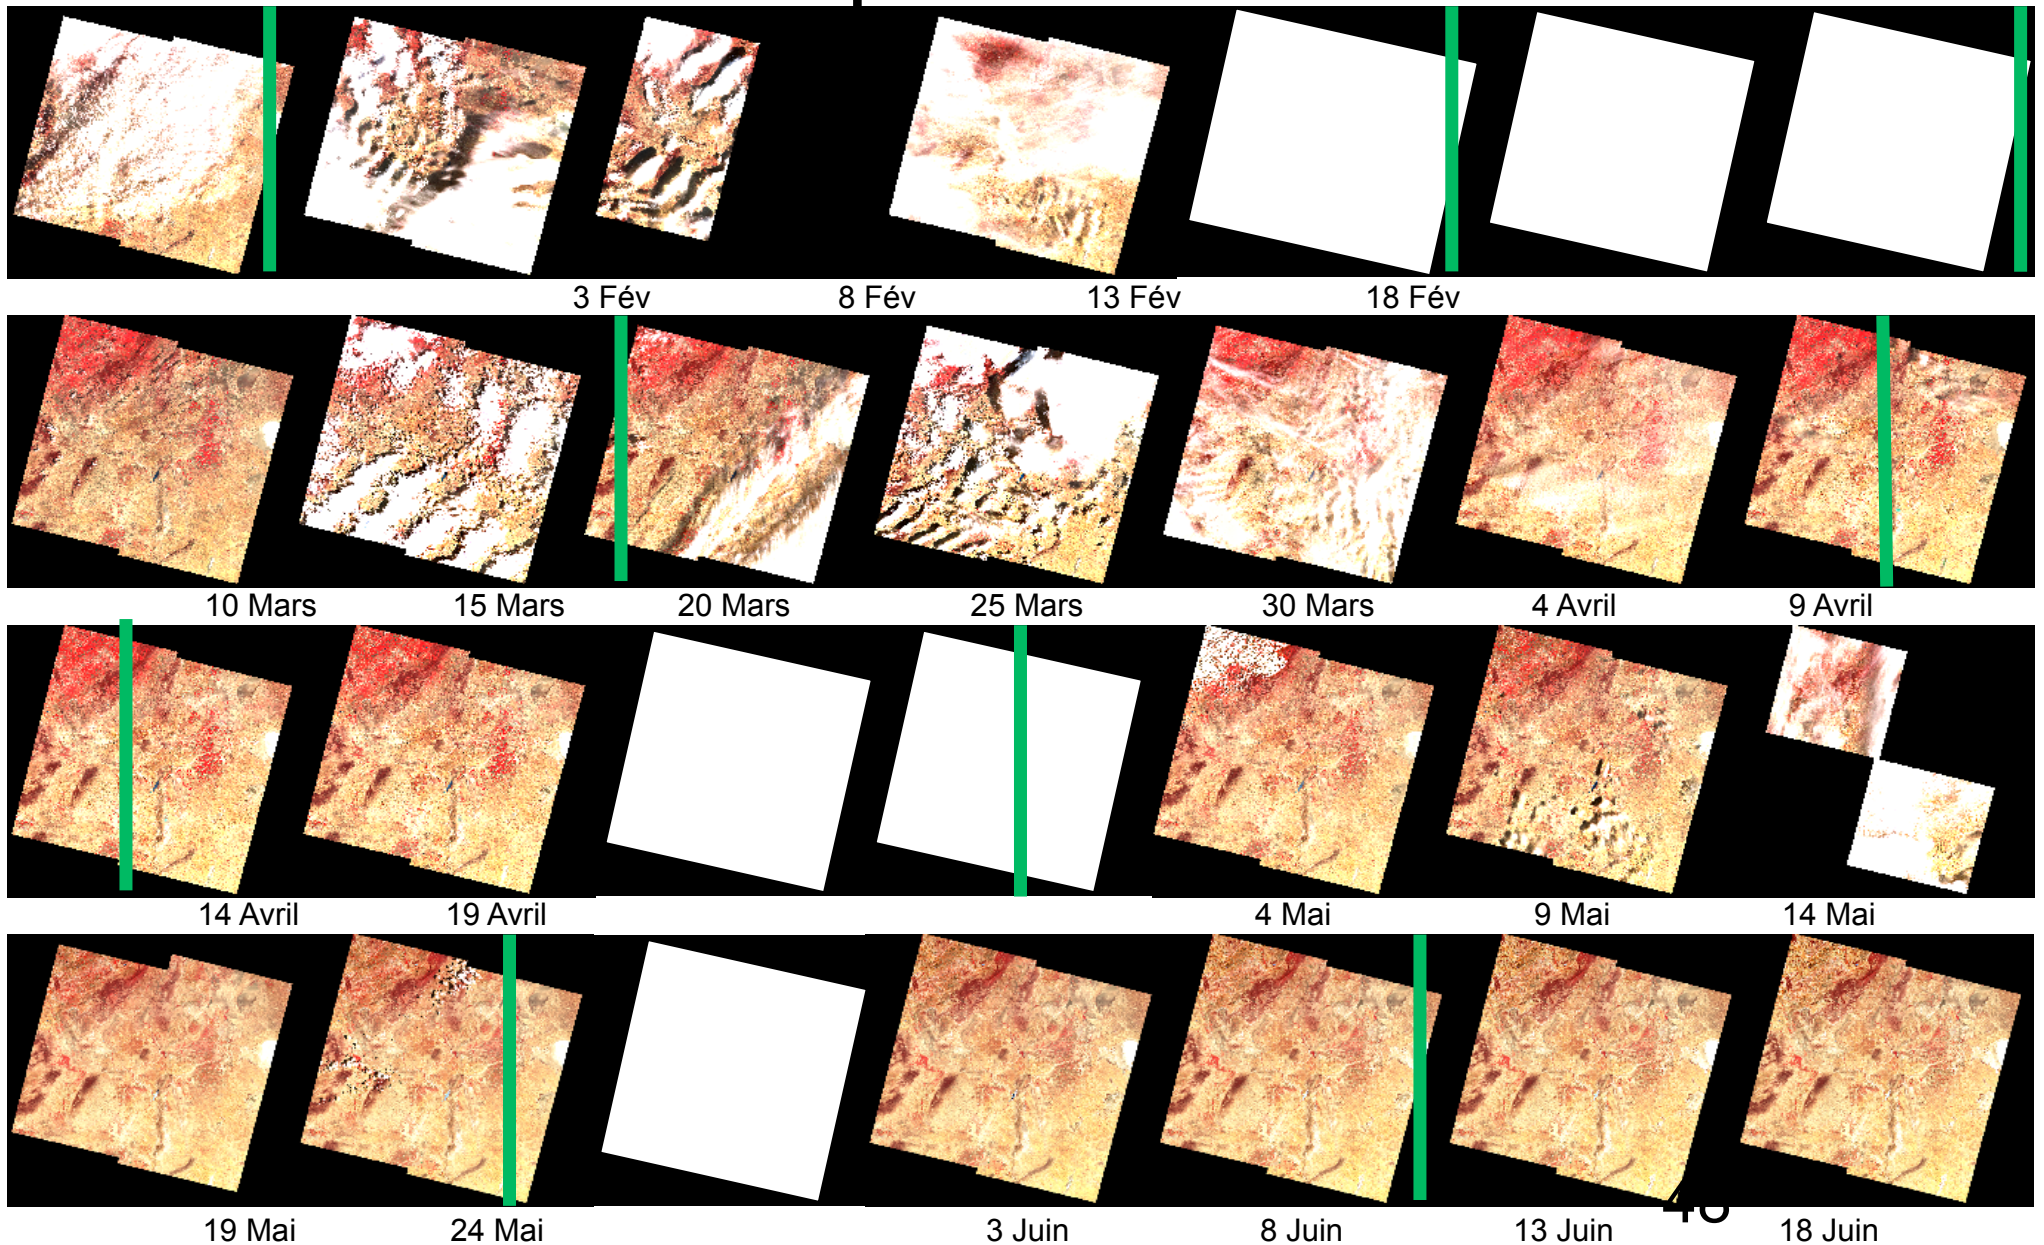 3 Fév 8 Fév 13 Fév 18 Fév
10 Mars 15 Mars 20 Mars 25 Mars 30 Mars 4 Avril 9 Avril
14 Avril 19 Avril 4 Mai 9 Mai 14 Mai
19 Mai 24 Mai 3 Juin 8 Juin 13 Juin 18 Juin